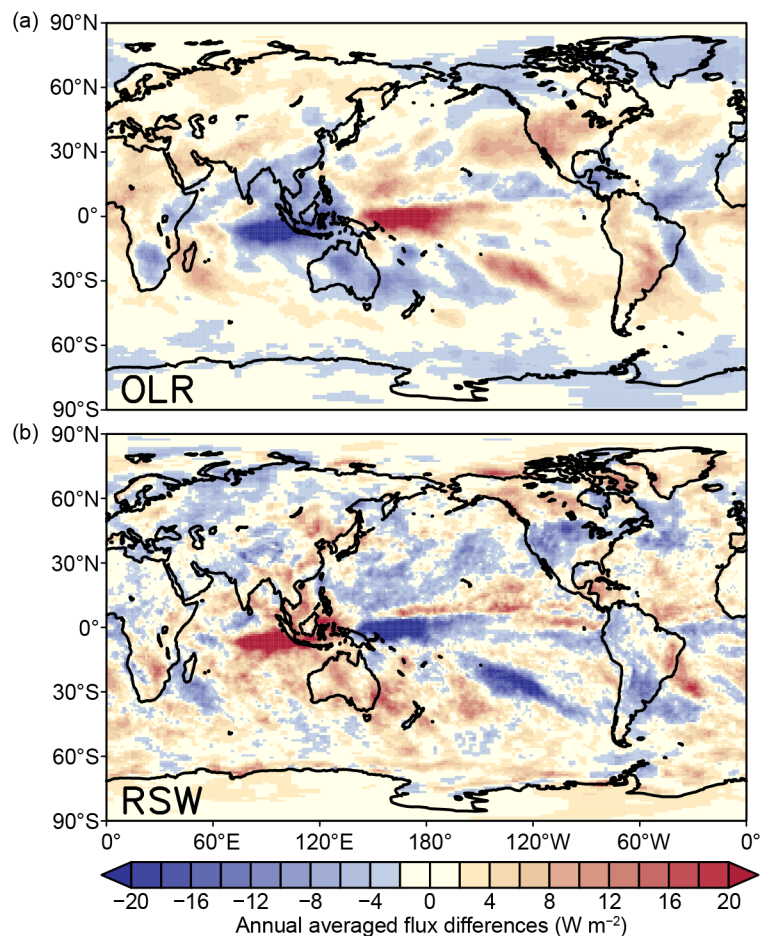 (a)
90°N
60°N
30°N
0°
30°S
60°S
90°S
OLR
(b)
90°N
60°N
30°N
0°
30°S
60°S
90°S
RSW
0° 60°E 120°E 180° 120°W 60°W 0°
−20 −16 −12 −8 −4 0 4 8 12 16 20
Annual averaged flux differences (W m⁻²)